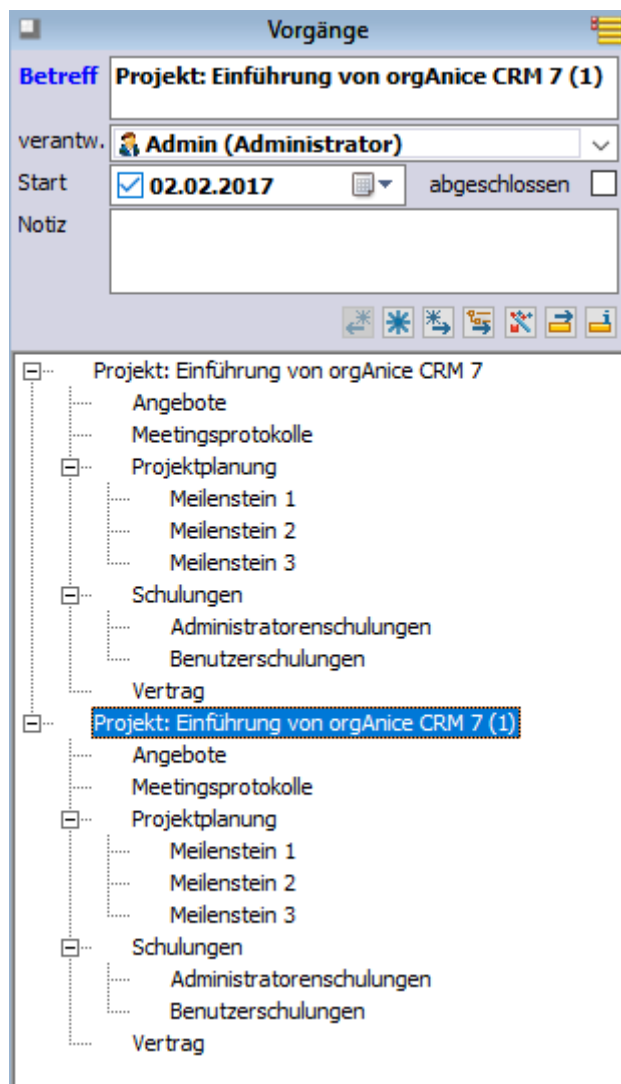 Vorgänge
Betreff Projekt: Einführung von orgAnice CRM 7 (1)
verantw. Admin (Administrator)
Start 02.02.2017 abgeschlossen
Notiz
Projekt: Einführung von orgAnice CRM 7
Angebote
Meetingsprotokolle
Projektplanung
Meilenstein 1
Meilenstein 2
Meilenstein 3
Schulungen
Administratorenschulungen
Benutzerschulungen
Vertrag
Projekt: Einführung von orgAnice CRM 7 (1)
Angebote
Meetingsprotokolle
Projektplanung
Meilenstein 1
Meilenstein 2
Meilenstein 3
Schulungen
Administratorenschulungen
Benutzerschulungen
Vertrag